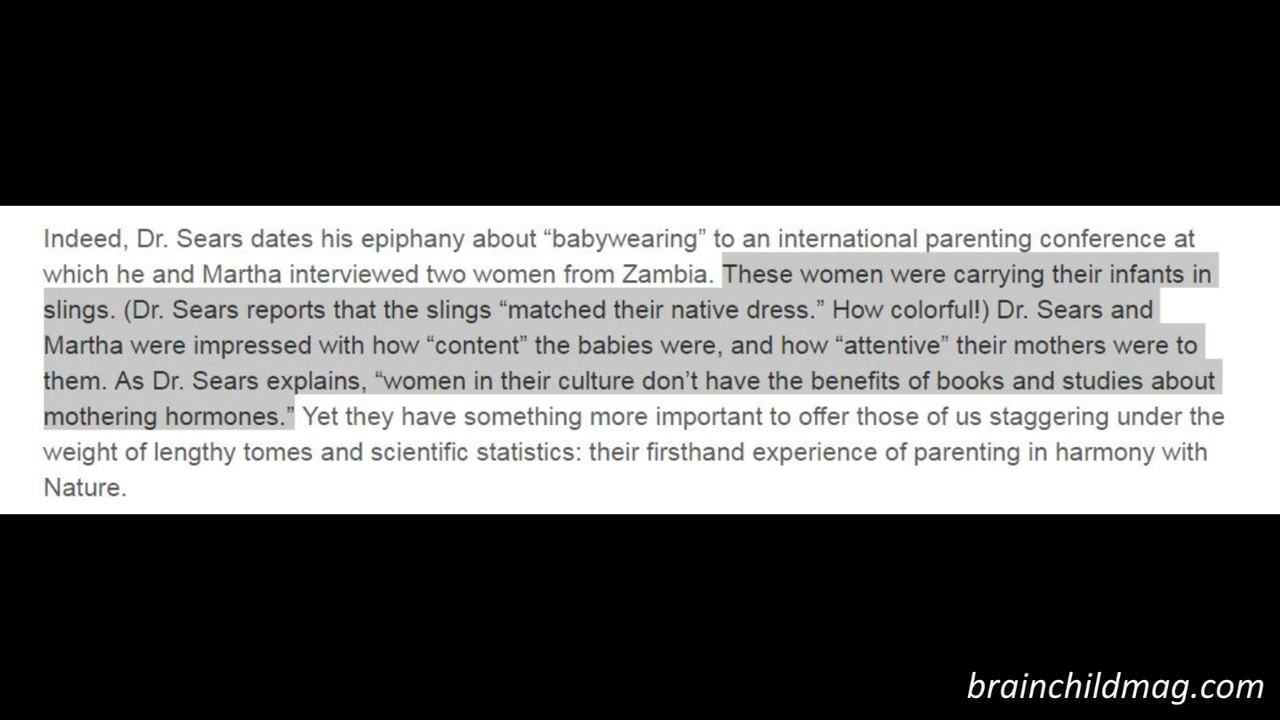 Indeed, Dr. Sears dates his epiphany about “babywearing” to an international parenting conference at
which he and Martha interviewed two women from Zambia. These women were carrying their infants in
slings. (Dr. Sears reports that the slings “matched their native dress.” How colorful!) Dr. Sears and
Martha were impressed with how “content” the babies were, and how “attentive” their mothers were to
them. As Dr. Sears explains, “women in their culture don’t have the benefits of books and studies about
mothering hormones.” Yet they have something more important to offer those of us staggering under the
weight of lengthy tomes and scientific statistics: their firsthand experience of parenting in harmony with
Nature.
brainchildmag.com